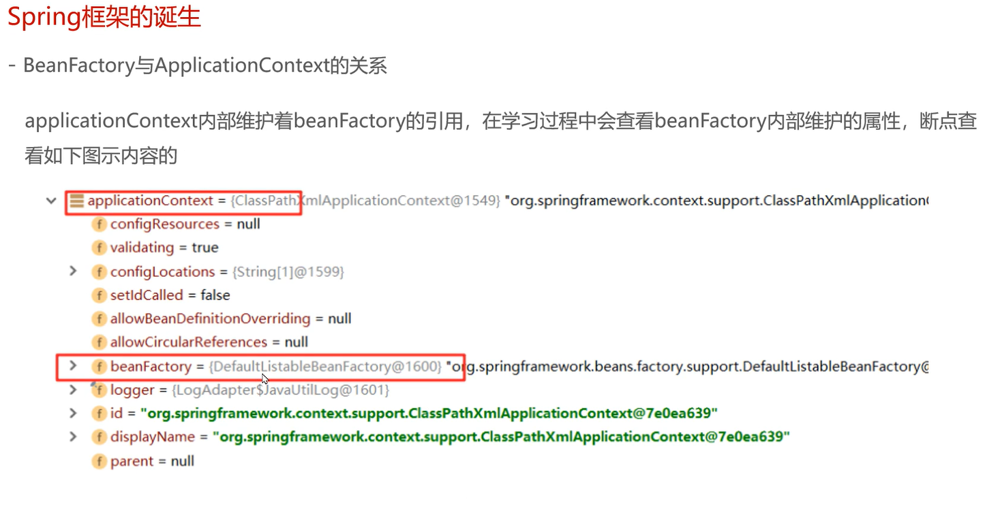 Spring框架的诞生
- BeanFactory与ApplicationContext的关系
applicationContext内部维护着beanFactory的引用，在学习过程中会查看beanFactory内部维护的属性，断点查
看如下图示内容的
applicationContext = {ClassPathXmlApplicationContext@1549} "org.springframework.context.support.ClassPathXmlApplication
f configResources = null
f validating = true
f configLocations = {String[1]@1599}
f setIdCalled = false
f allowBeanDefinitionOverriding = null
f allowCircularReferences = null
f beanFactory = {DefaultListableBeanFactory@1600} "org.springframework.beans.factory.support.DefaultListableBeanFactory@
f logger = {LogAdapter$JavaUtilLog@1601}
f id = "org.springframework.context.support.ClassPathXmlApplicationContext@7e0ea639"
f displayName = "org.springframework.context.support.ClassPathXmlApplicationContext@7e0ea639"
f parent = null